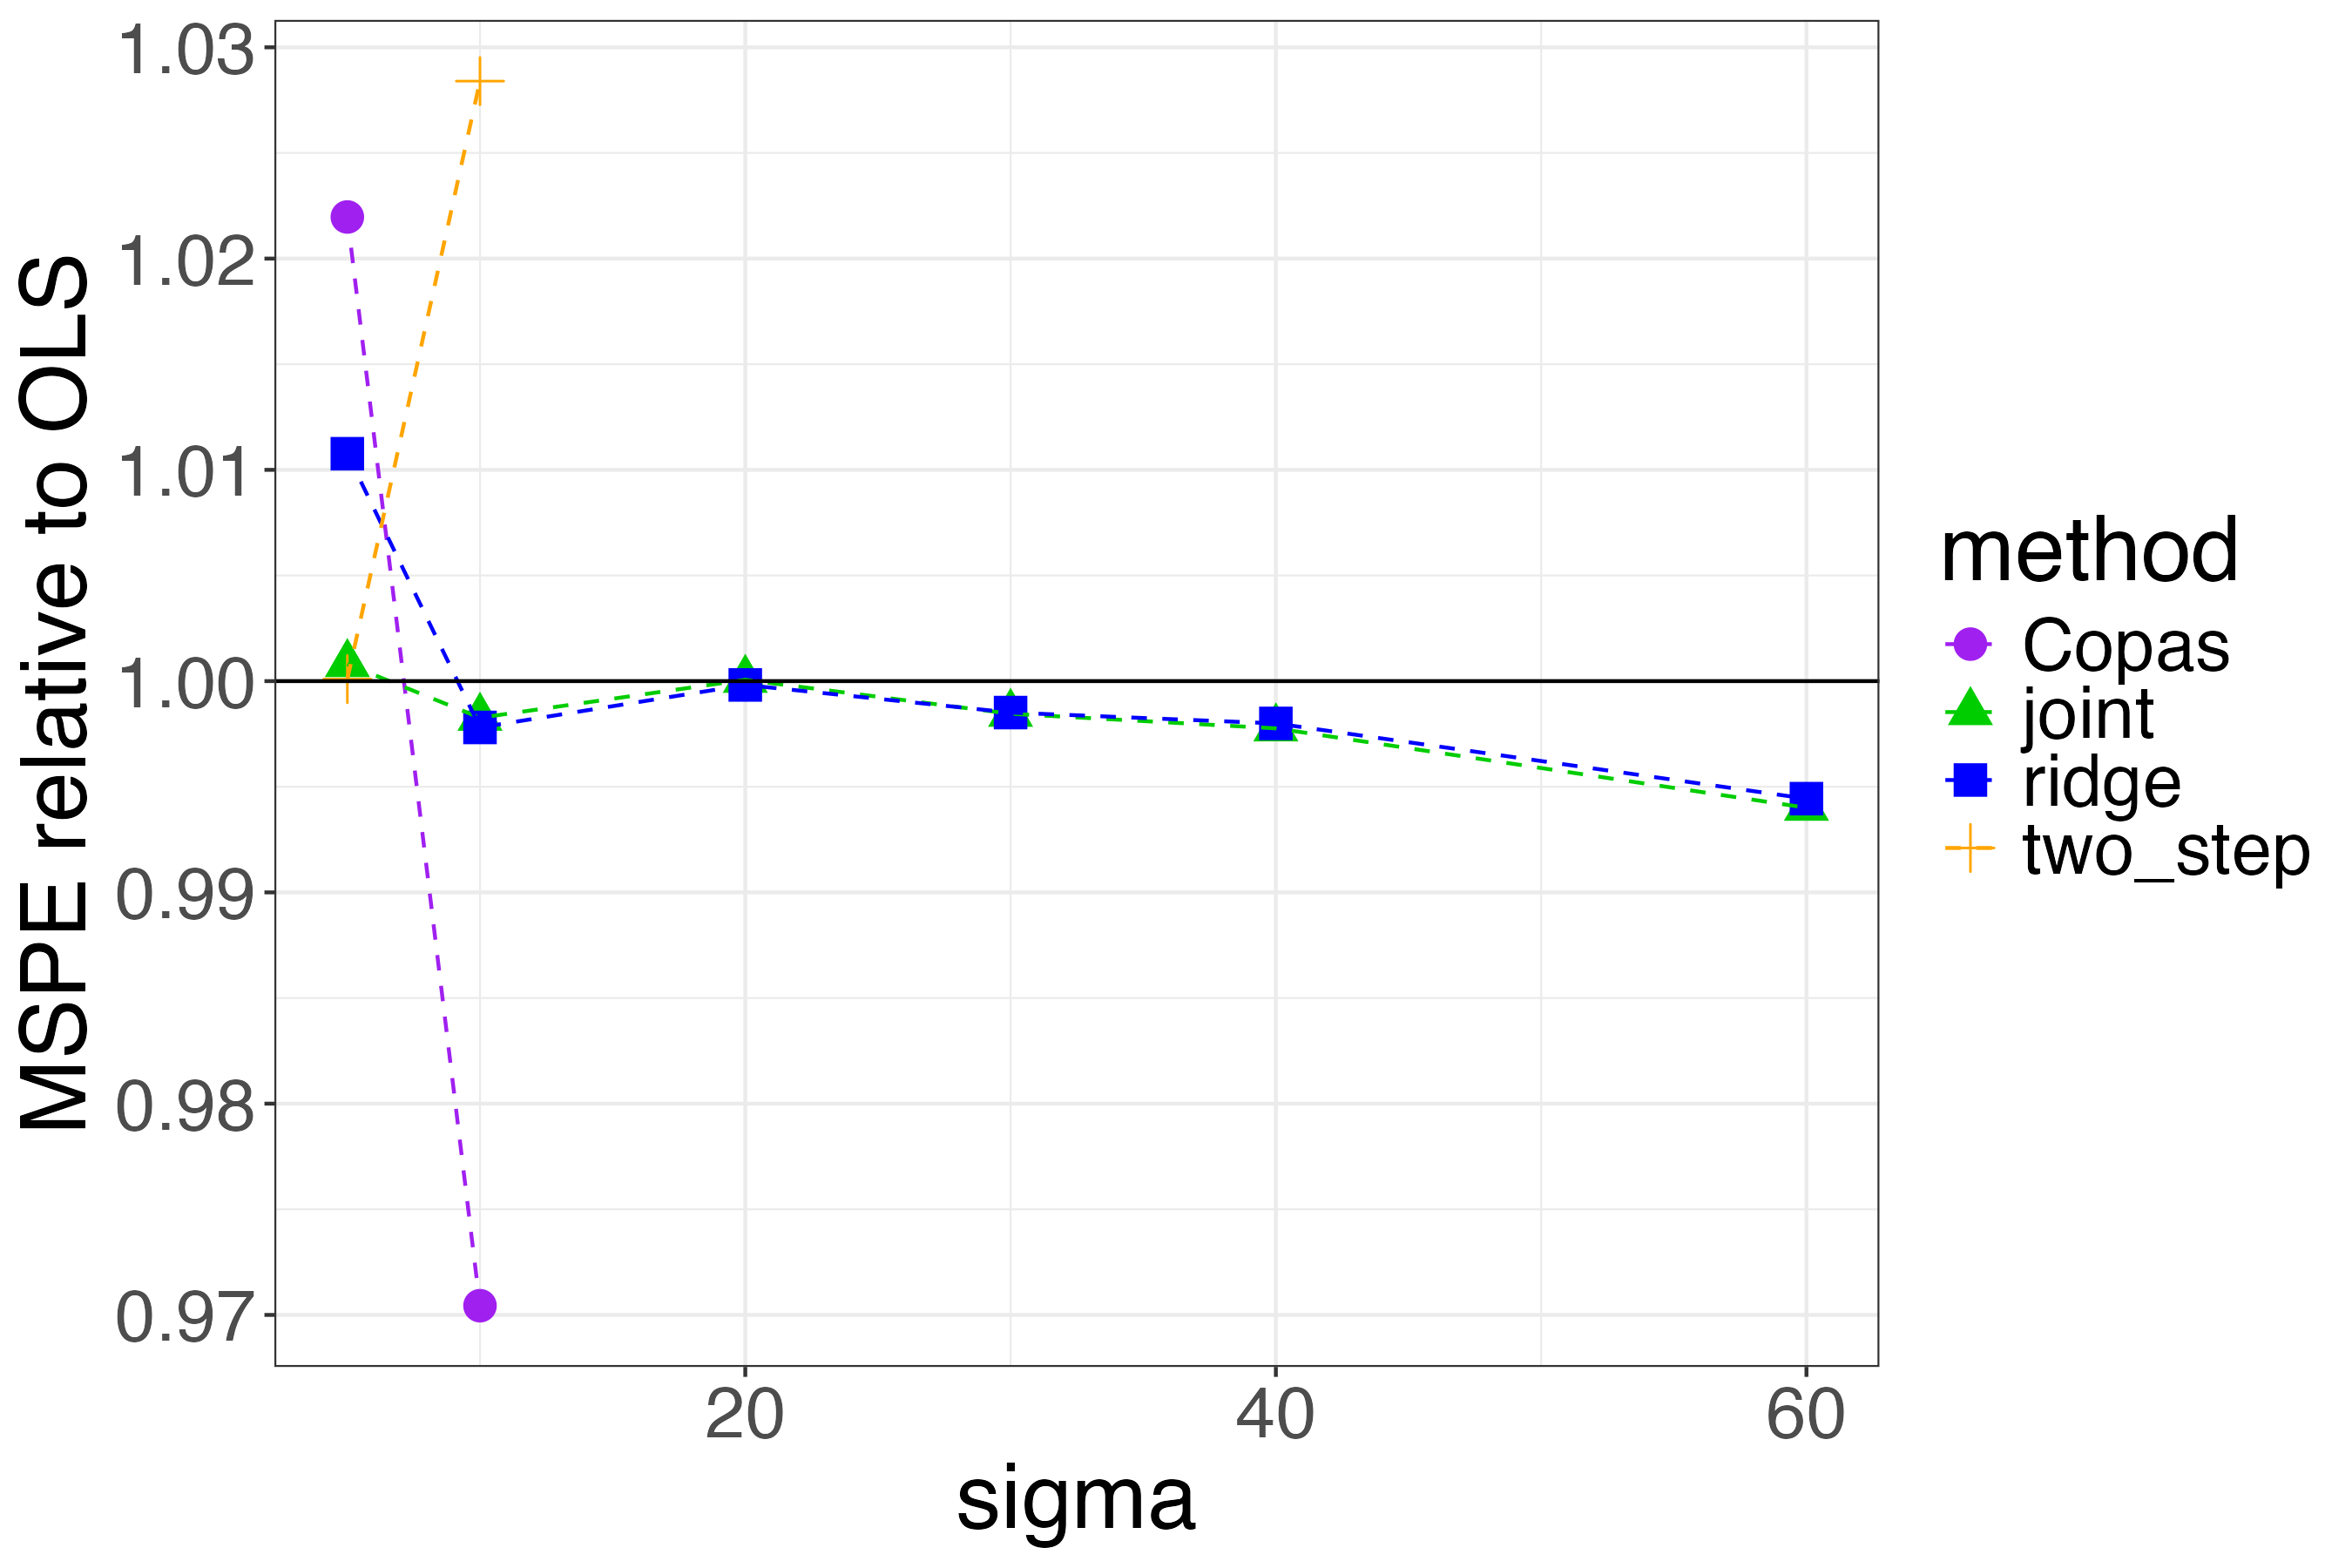 MSPE relative to OLS
1.03
1.02
1.01
1.00
0.99
0.98
0.97
20 40 60
sigma
method
Copas
joint
ridge
two_step